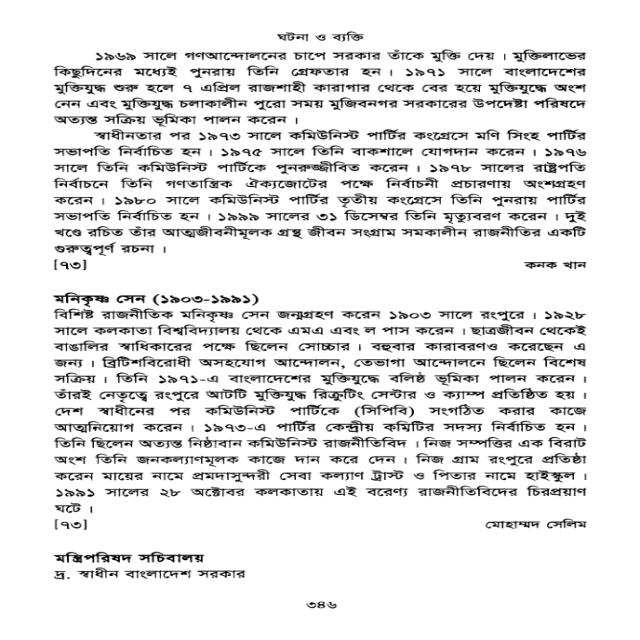 ঘটনা ও ব্যক্তি
১৯৬৯ সালে গণআন্দোলনের চাপে সরকার তাঁকে মুক্তি দেয় । মুক্তিলাভের
কিছুদিনের মধ্যেই পুনরায় তিনি গ্রেফতার হন । ১৯৭১ সালে বাংলাদেশের
মুক্তিযুদ্ধ শুরু হলে ৭ এপ্রিল রাজশাহী কারাগার থেকে বের হয়ে মুক্তিযুদ্ধে অংশ
নেন এবং মুক্তিযুদ্ধ চলাকালীন পুরো সময় মুজিবনগর সরকারের উপদেষ্টা পরিষদে
অত্যন্ত সক্রিয় ভূমিকা পালন করেন ।
স্বাধীনতার পর ১৯৭৩ সালে কমিউনিস্ট পার্টির কংগ্রেসে মণি সিংহ পার্টির
সভাপতি নির্বাচিত হন । ১৯৭৫ সালে তিনি বাকশালে যোগদান করেন । ১৯৭৬
সালে তিনি কমিউনিস্ট পার্টিকে পুনরুজ্জীবিত করেন । ১৯৭৮ সালের রাষ্ট্রপতি
নির্বাচনে তিনি গণতান্ত্রিক ঐক্যজোটের পক্ষে নির্বাচনী প্রচারণায় অংশগ্রহণ
করেন । ১৯৮০ সালে কমিউনিস্ট পার্টির তৃতীয় কংগ্রেসে তিনি পুনরায় পার্টির
সভাপতি নির্বাচিত হন । ১৯৯৯ সালের ৩১ ডিসেম্বর তিনি মৃত্যুবরণ করেন । দুই
খণ্ডে রচিত তাঁর আত্মজীবনীমূলক গ্রন্থ জীবন সংগ্রাম সমকালীন রাজনীতির একটি
গুরুত্বপূর্ণ রচনা ।
[৭৩] কনক খান
মনিকৃষ্ণ সেন (১৯০৩-১৯৯১)
বিশিষ্ট রাজনীতিক মনিকৃষ্ণ সেন জন্মগ্রহণ করেন ১৯০৩ সালে রংপুরে । ১৯২৮
সালে কলকাতা বিশ্ববিদ্যালয় থেকে এমএ এবং ল পাস করেন । ছাত্রজীবন থেকেই
বাঙালির স্বাধিকারের পক্ষে ছিলেন সোচ্চার । বহুবার কারাবরণও করেছেন এ
জন্য । ব্রিটিশবিরোধী অসহযোগ আন্দোলন, তেভাগা আন্দোলনে ছিলেন বিশেষ
সক্রিয় । তিনি ১৯৭১-এ বাংলাদেশের মুক্তিযুদ্ধে বলিষ্ঠ ভূমিকা পালন করেন ।
তাঁরই নেতৃত্বে রংপুরে আটটি মুক্তিযুদ্ধ রিক্রুটিং সেন্টার ও ক্যাম্প প্রতিষ্ঠিত হয় ।
দেশ স্বাধীনের পর কমিউনিস্ট পার্টিকে (সিপিবি) সংগঠিত করার কাজে
আত্মনিয়োগ করেন । ১৯৭৩-এ পার্টির কেন্দ্রীয় কমিটির সদস্য নির্বাচিত হন ।
তিনি ছিলেন অত্যন্ত নিষ্ঠাবান কমিউনিস্ট রাজনীতিবিদ । নিজ সম্পত্তির এক বিরাট
অংশ তিনি জনকল্যাণমূলক কাজে দান করে দেন । নিজ গ্রাম রংপুরে প্রতিষ্ঠা
করেন মায়ের নামে প্রমদাসুন্দরী সেবা কল্যাণ ট্রাস্ট ও পিতার নামে হাইস্কুল ।
১৯৯১ সালের ২৮ অক্টোবর কলকাতায় এই বরেণ্য রাজনীতিবিদের চিরপ্রয়াণ
ঘটে ।
[৭৩] মোহাম্মদ সেলিম
মন্ত্রিপরিষদ সচিবালয়
দ্র. স্বাধীন বাংলাদেশ সরকার
৩৪৬